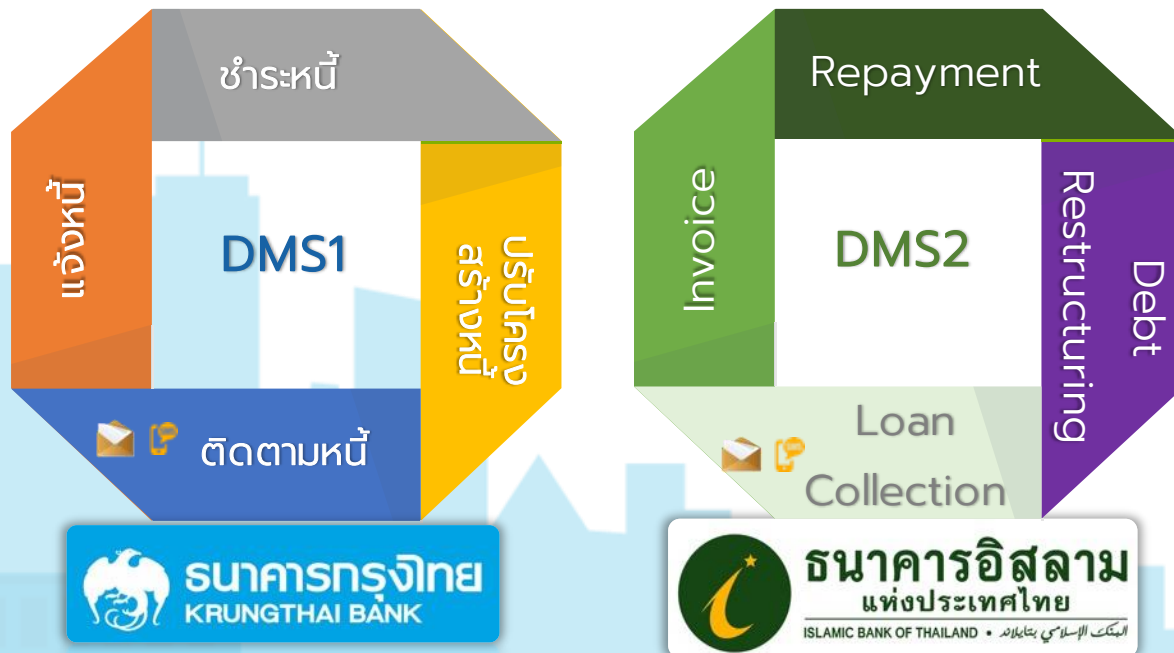 ชำระหนี้
แจ้งหนี้
DMS1
ปรับโครง
สร้างหนี้
ติดตามหนี้
ธนาคารกรุงไทย
KRUNGTHAI BANK
Repayment
Invoice
DMS2
Debt
Restructuring
Loan
Collection
ธนาคารอิสลาม
แห่งประเทศไทย
ISLAMIC BANK OF THAILAND • البنك الإسلامي بتايلاند